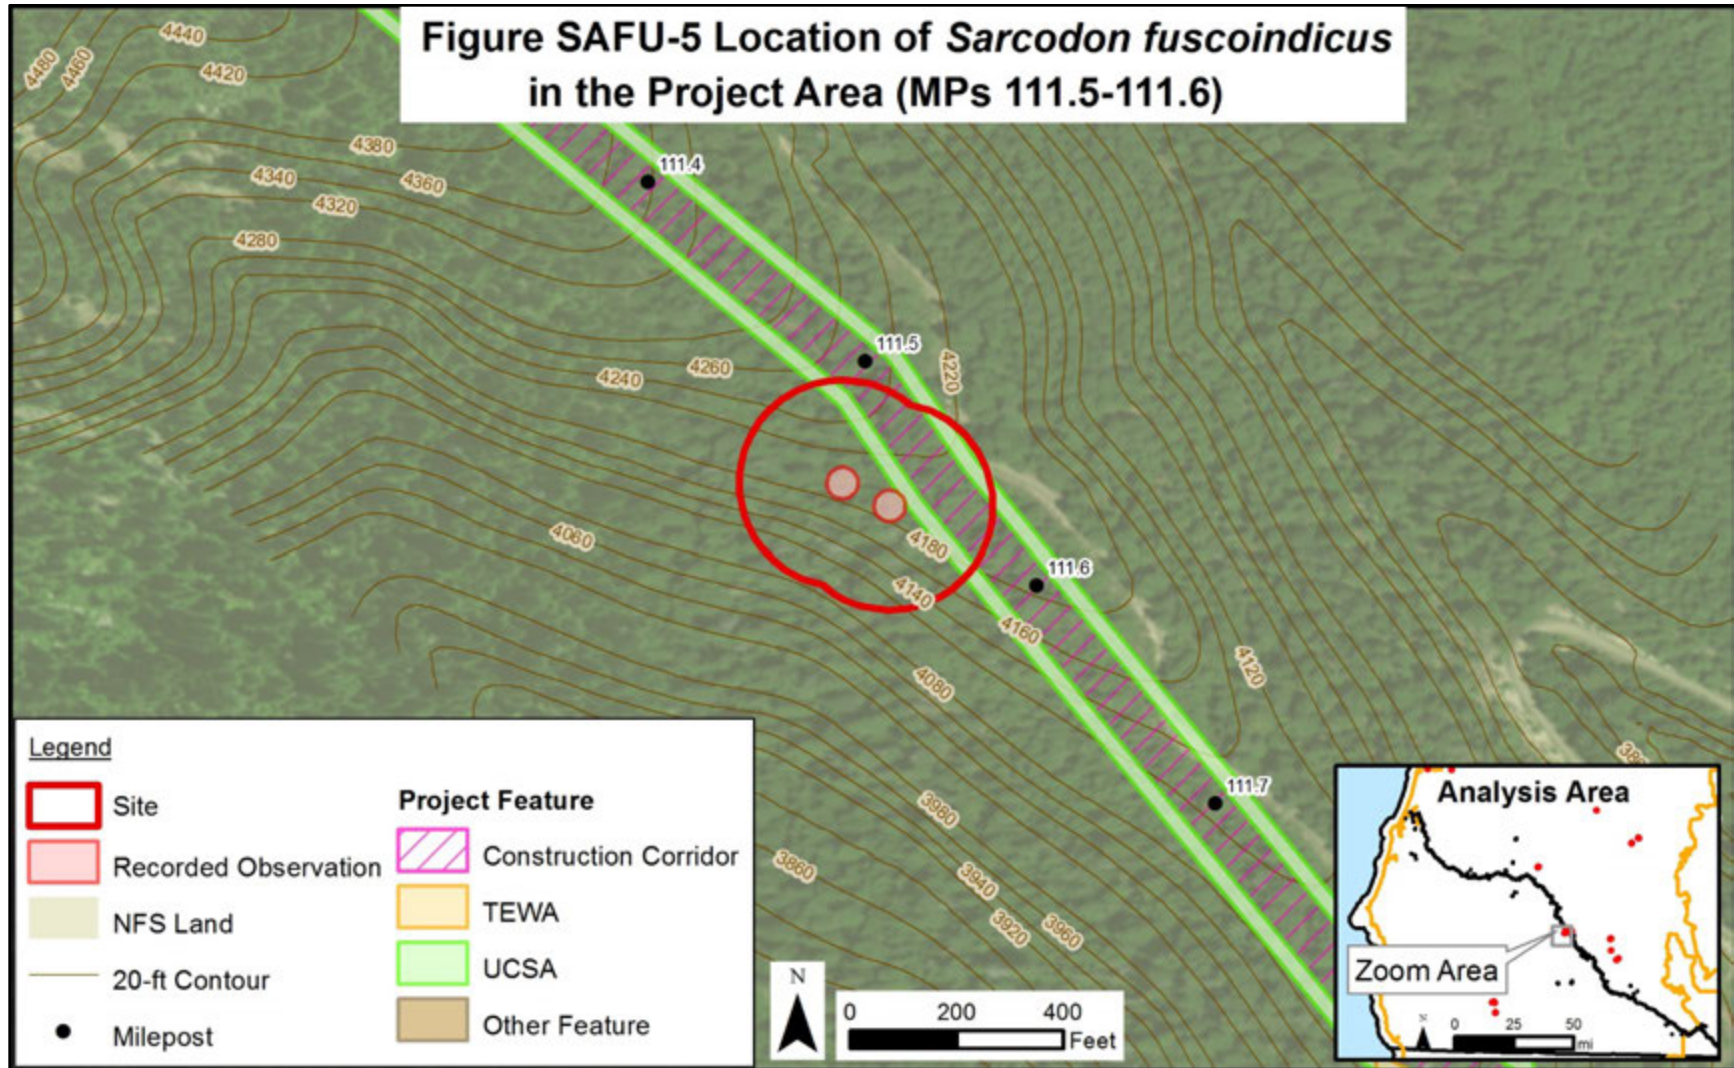 Figure SAFU-5 Location of Sarcodon fuscoindicus
in the Project Area (MPs 111.5-111.6)
4440
4480
4460
4420
4380
4340
4360
4320
4280
111.4
111.5
4260
4240
4220
4060
4180
4140
111.6
4160
4120
4080
111.7
3980
3860
3940
3920
3960
Legend
Site
Recorded Observation
NFS Land
20-ft Contour
Milepost
Project Feature
Construction Corridor
TEWA
UCSA
Other Feature
N
0 200 400
Feet
Analysis Area
Zoom Area
N
0 25 50
mi